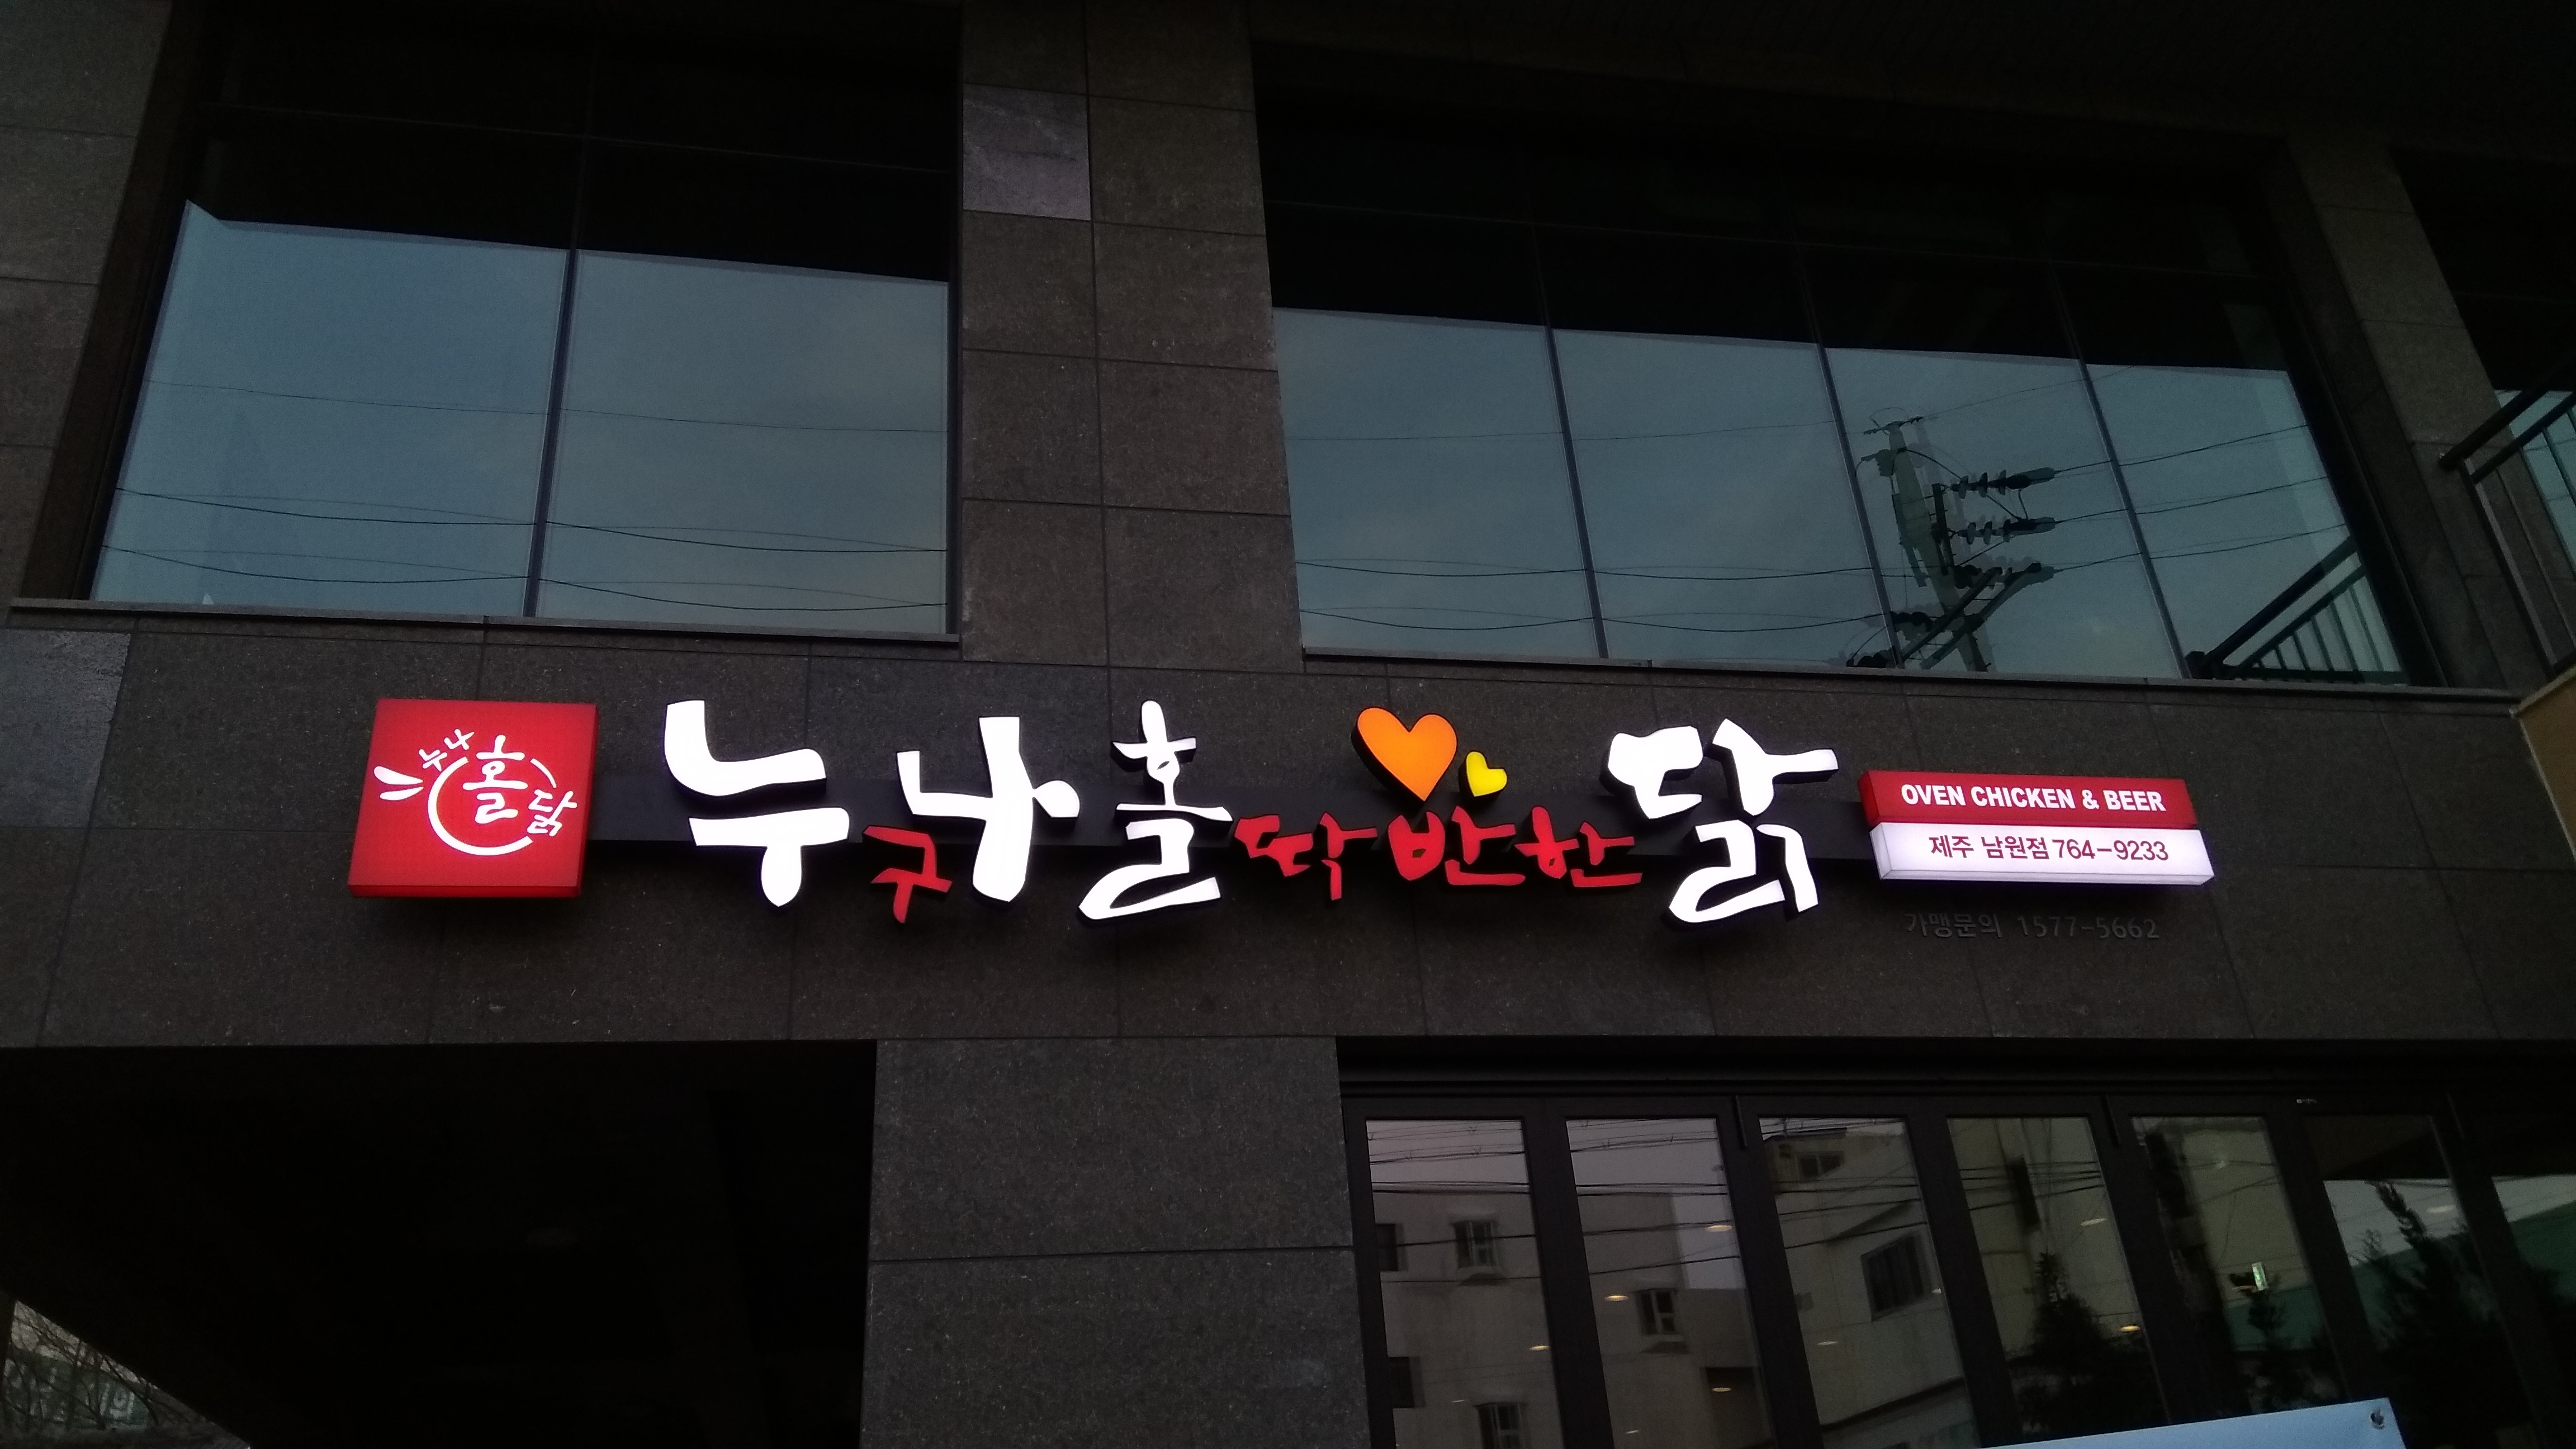 누나
홀
닭
누구나홀딱반한닭
OVEN CHICKEN & BEER
제주 남원점 764-9233
가맹문의 1577-5662